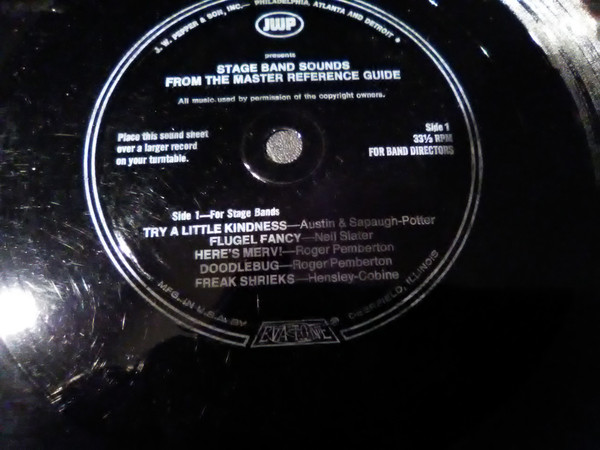 J. W. PEPPER & SON, INC.— PHILADELPHIA, ATLANTA AND DETROIT
JWP
presents
STAGE BAND SOUNDS
FROM THE MASTER REFERENCE GUIDE
All music used by permission of the copyright owners.
Place this sound sheet
over a larger record
on your turntable.
Side 1
33⅓ RPM
FOR BAND DIRECTORS
Side 1—For Stage Bands
TRY A LITTLE KINDNESS—Austin & Sapaugh-Potter
FLUGEL FANCY—Neil Slater
HERE'S MERV!—Roger Pemberton
DOODLEBUG—Roger Pemberton
FREAK SHRIEKS—Hensley-Cobine
MFG. IN U.S.A. BY
EVA-TONE
DEERFIELD, ILLINOIS